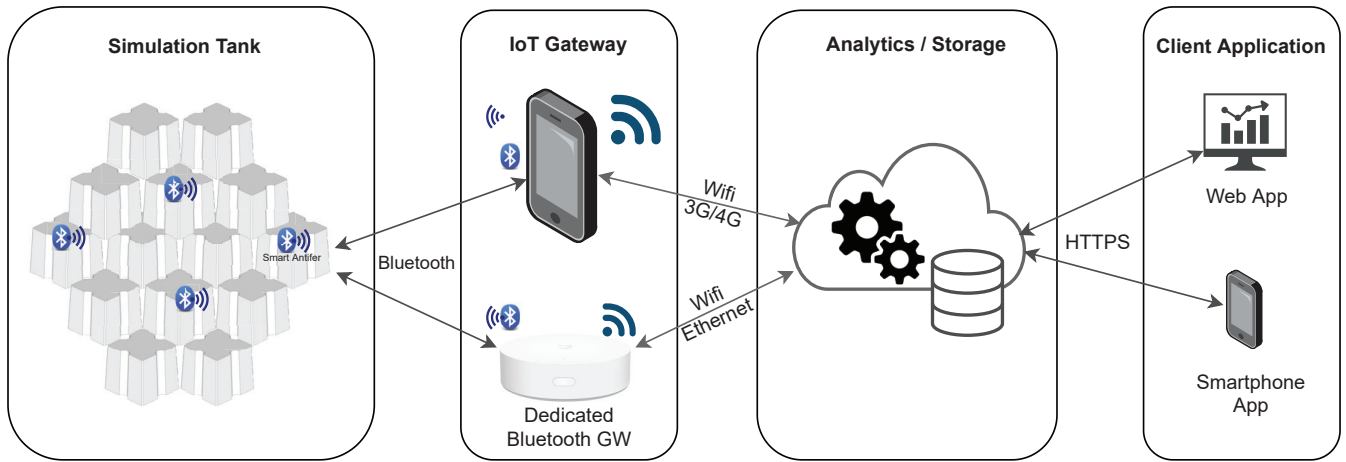 Simulation Tank
IoT Gateway
Analytics / Storage
Client Application
Smart Antifer
Bluetooth
Wifi
3G/4G
Wifi
Ethernet
HTTPS
Web App
Smartphone
App
Dedicated
Bluetooth GW